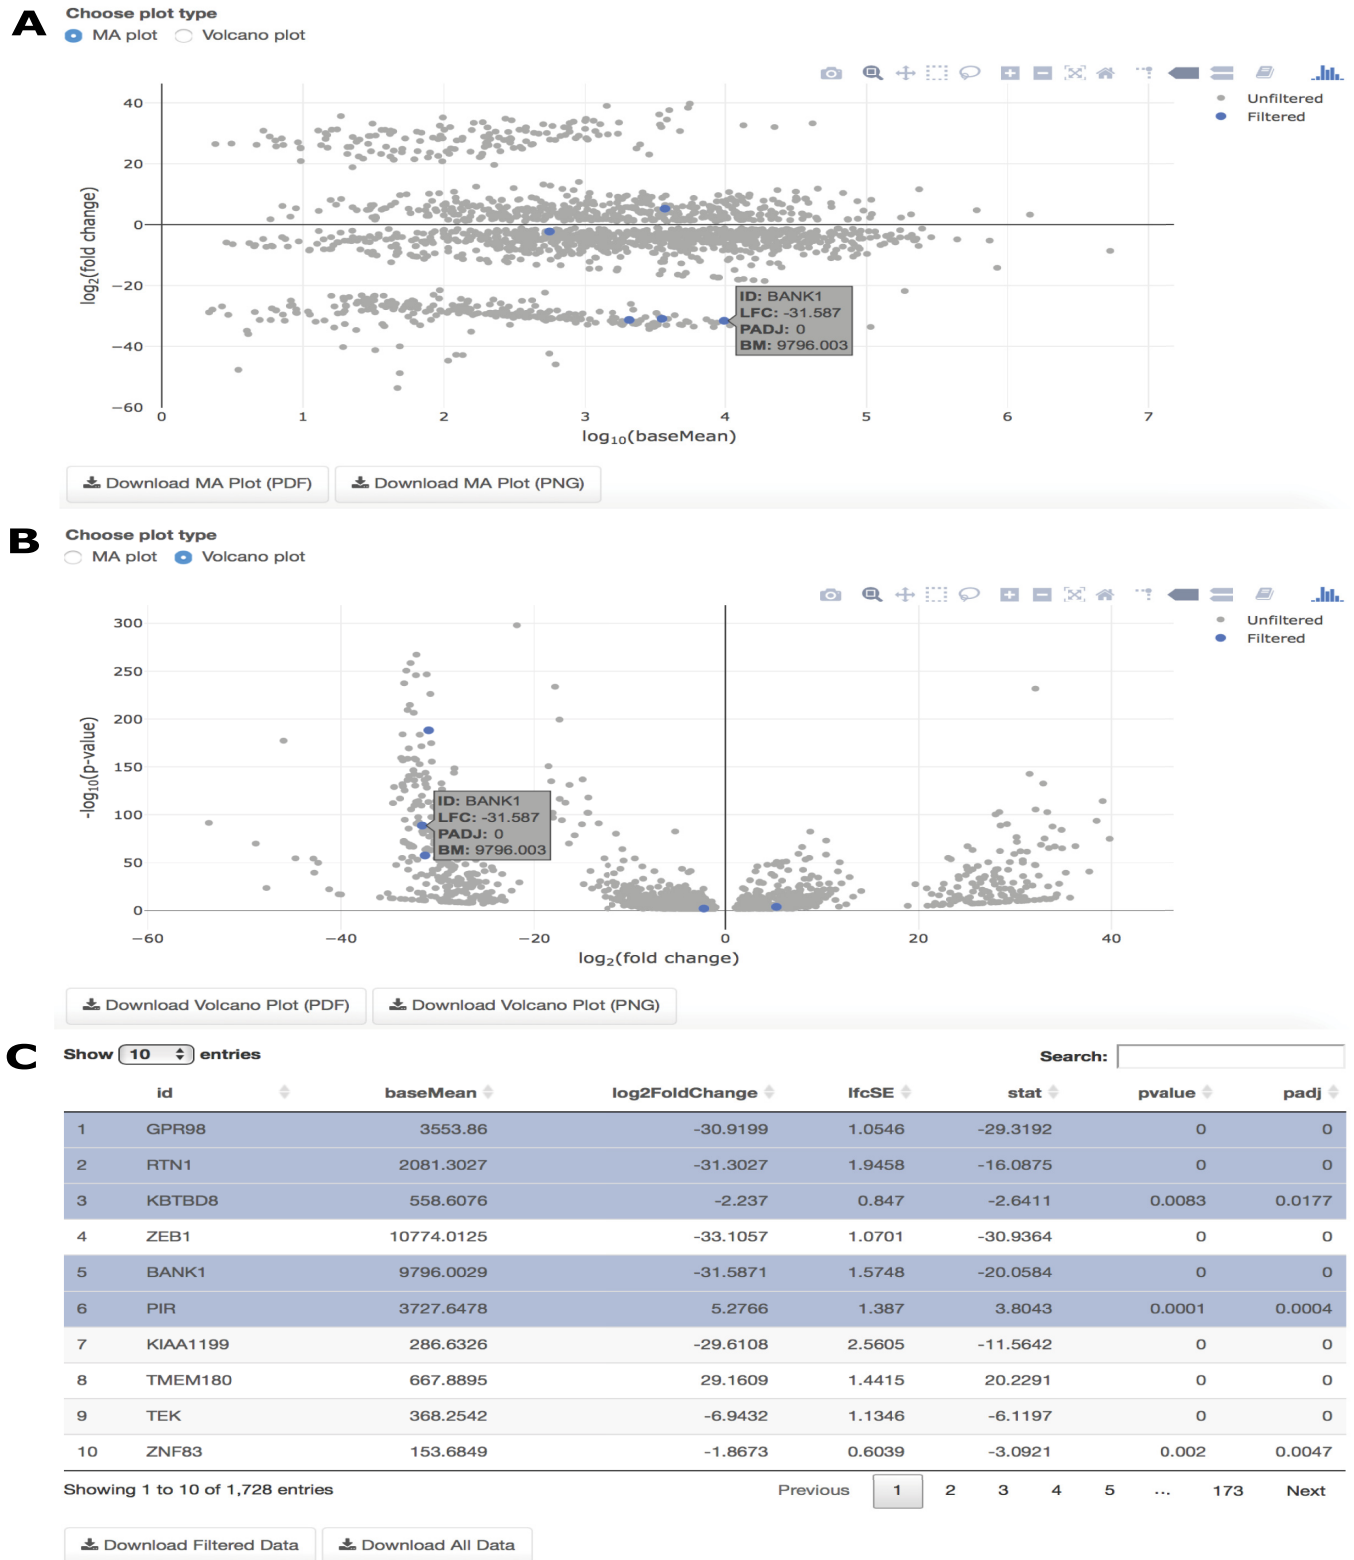 A
Choose plot type
MA plot Volcano plot
Unfiltered
Filtered
40
20
0
−20
−40
−60
log2(fold change)
ID: BANK1
LFC: -31.587
PADJ: 0
BM: 9796.003
0 1 2 3 4 5 6 7
log10(baseMean)
Download MA Plot (PDF) Download MA Plot (PNG)
B
Choose plot type
MA plot Volcano plot
Unfiltered
Filtered
300
250
200
150
100
50
0
-log10(p-value)
ID: BANK1
LFC: -31.587
PADJ: 0
BM: 9796.003
−60 −40 −20 0 20 40
log2(fold change)
Download Volcano Plot (PDF) Download Volcano Plot (PNG)
C
Show 10 entries Search:
id baseMean log2FoldChange lfcSE stat pvalue padj
1 GPR98 3553.86 -30.9199 1.0546 -29.3192 0 0
2 RTN1 2081.3027 -31.3027 1.9458 -16.0875 0 0
3 KBTBD8 558.6076 -2.237 0.847 -2.6411 0.0083 0.0177
4 ZEB1 10774.0125 -33.1057 1.0701 -30.9364 0 0
5 BANK1 9796.0029 -31.5871 1.5748 -20.0584 0 0
6 PIR 3727.6478 5.2766 1.387 3.8043 0.0001 0.0004
7 KIAA1199 286.6326 -29.6108 2.5605 -11.5642 0 0
8 TMEM180 667.8895 29.1609 1.4415 20.2291 0 0
9 TEK 368.2542 -6.9432 1.1346 -6.1197 0 0
10 ZNF83 153.6849 -1.8673 0.6039 -3.0921 0.002 0.0047
Showing 1 to 10 of 1,728 entries Previous 1 2 3 4 5 ... 173 Next
Download Filtered Data Download All Data